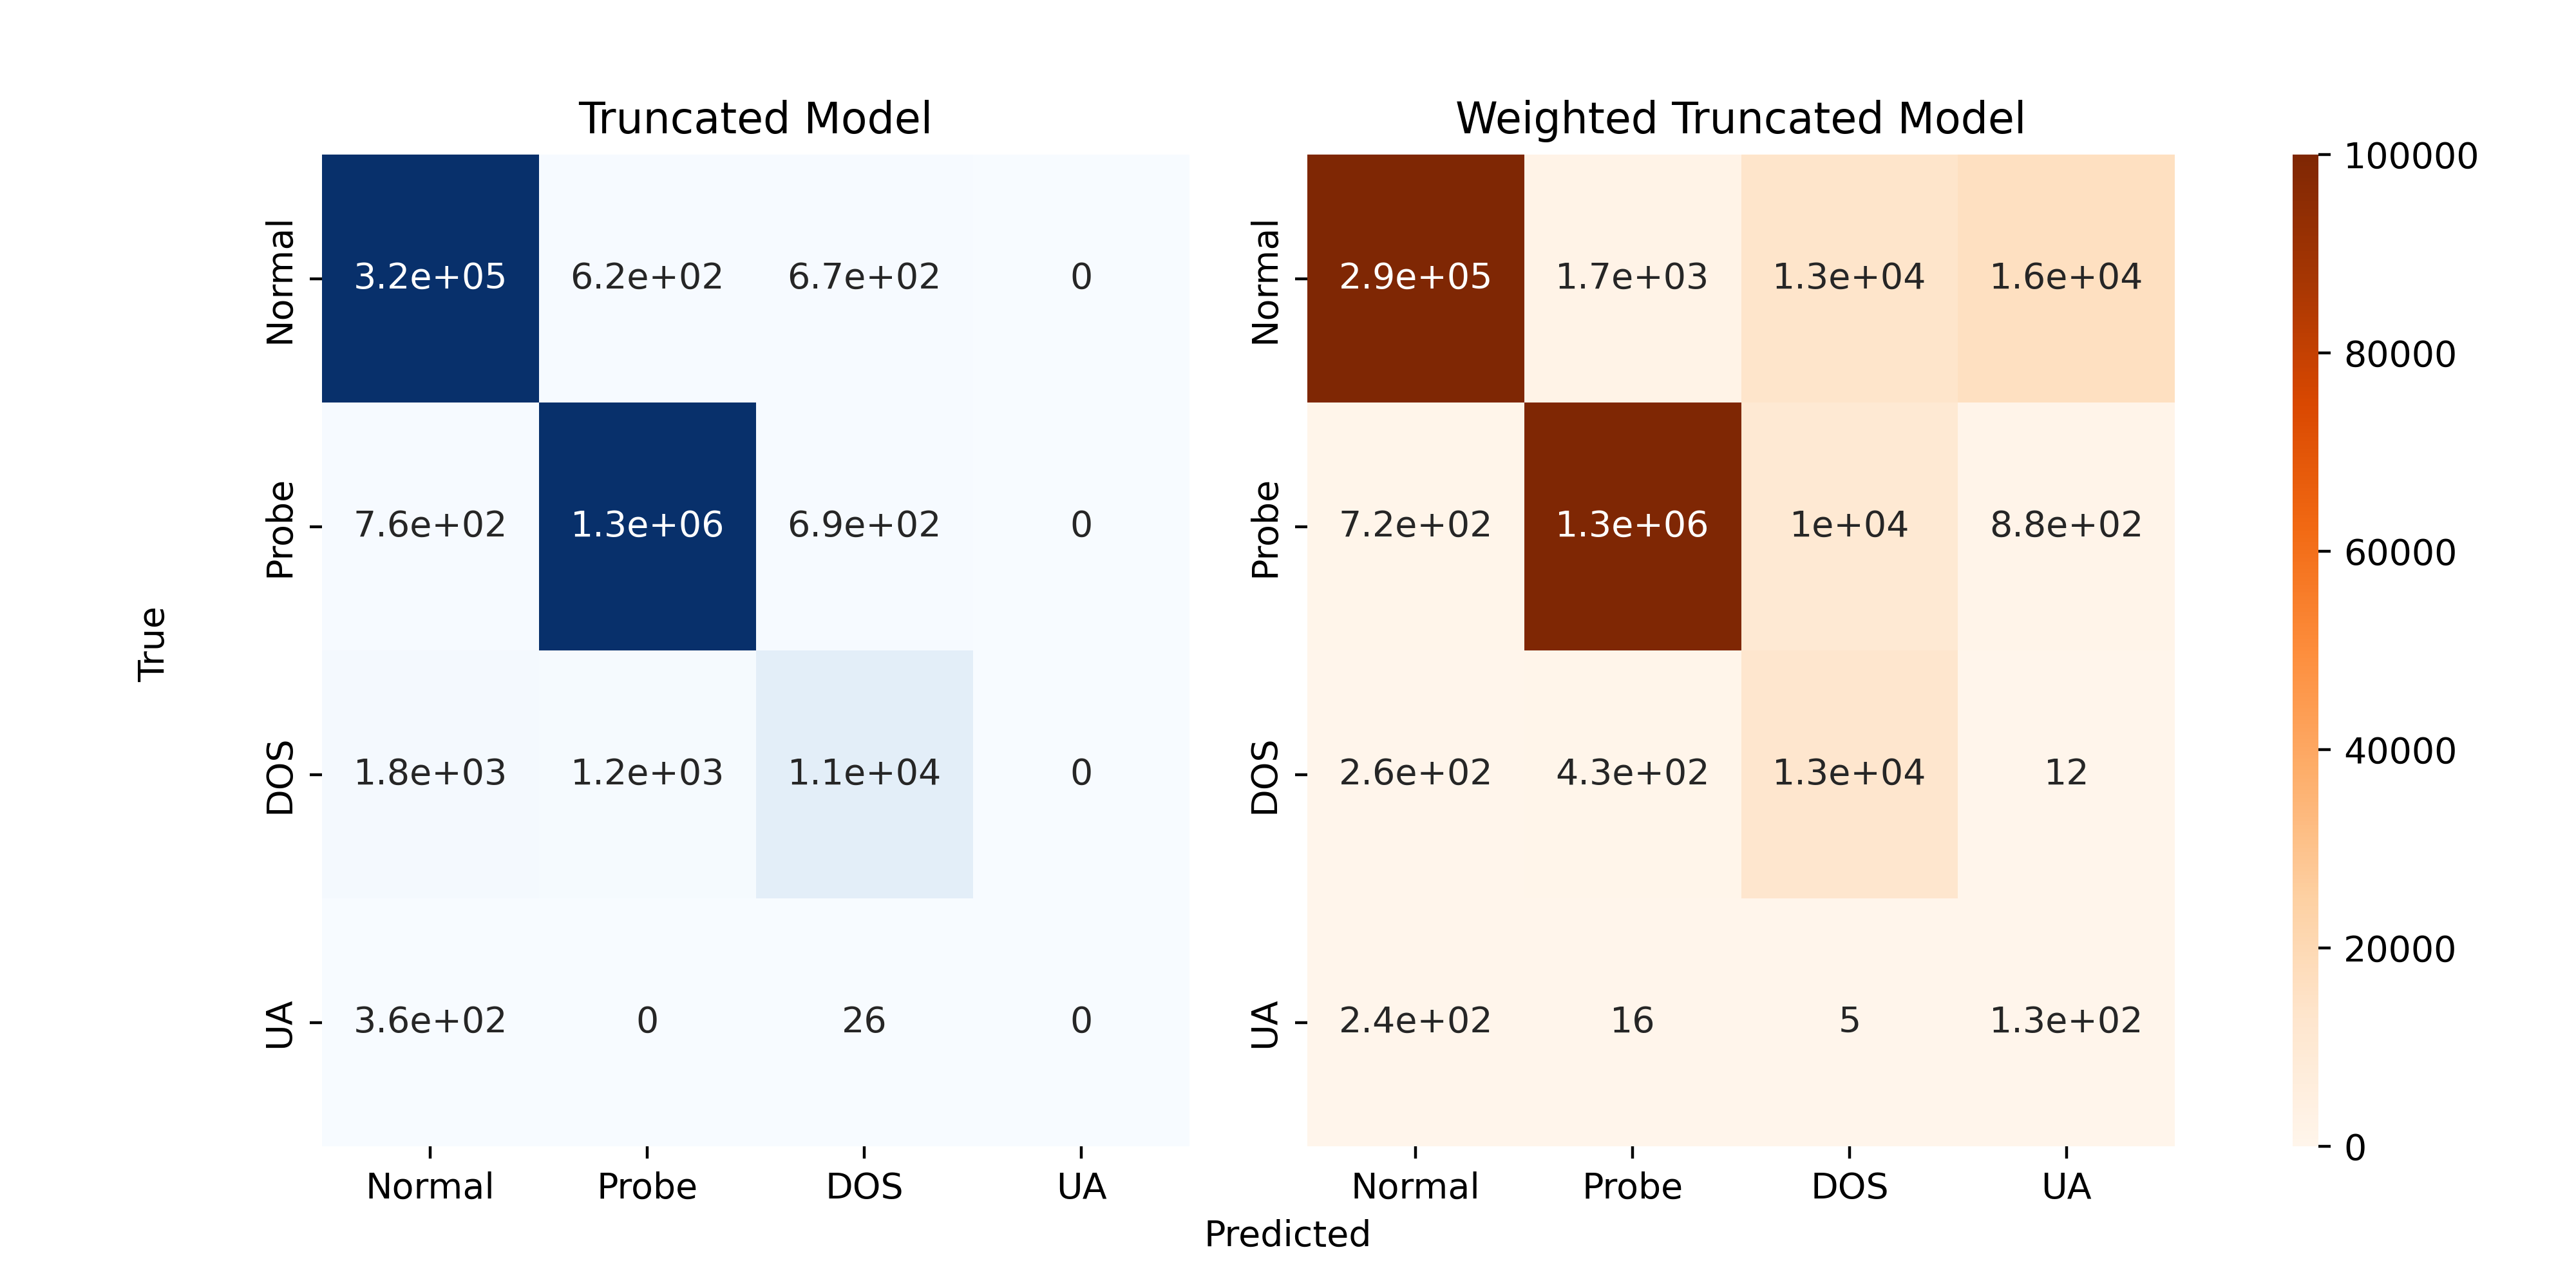 Truncated Model
Weighted Truncated Model
True
Normal
3.2e+05 6.2e+02 6.7e+02 0
Probe
7.6e+02 1.3e+06 6.9e+02 0
DOS
1.8e+03 1.2e+03 1.1e+04 0
UA
3.6e+02 0 26 0
Normal Probe DOS UA
Normal
2.9e+05 1.7e+03 1.3e+04 1.6e+04
Probe
7.2e+02 1.3e+06 1e+04 8.8e+02
DOS
2.6e+02 4.3e+02 1.3e+04 12
UA
2.4e+02 16 5 1.3e+02
Normal Probe DOS UA
Predicted
100000
80000
60000
40000
20000
0